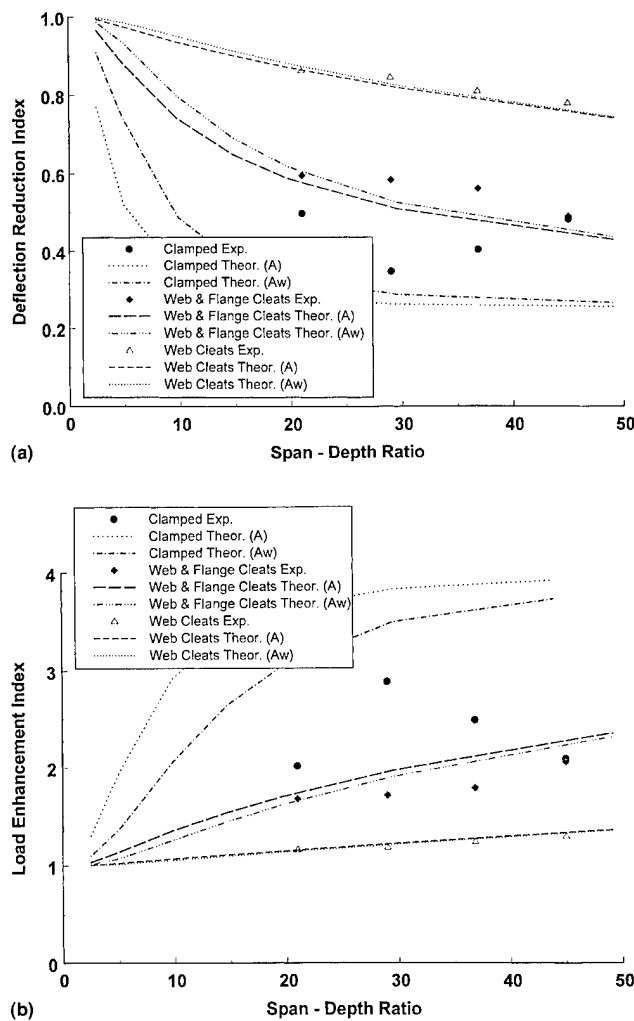 1.0
0.8
0.6
0.4
0.2
0.0
Deflection Reduction Index
Clamped Exp.
Clamped Theor. (A)
Clamped Theor. (Aw)
Web & Flange Cleats Exp.
Web & Flange Cleats Theor. (A)
Web & Flange Cleats Theor. (Aw)
Web Cleats Exp.
Web Cleats Theor. (A)
Web Cleats Theor. (Aw)
0 10 20 30 40 50
(a) Span - Depth Ratio
Clamped Exp.
Clamped Theor. (A)
Clamped Theor. (Aw)
Web & Flange Cleats Exp.
Web & Flange Cleats Theor. (A)
Web & Flange Cleats Theor. (Aw)
Web Cleats Exp.
Web Cleats Theor. (A)
Web Cleats Theor. (Aw)
4
3
2
1
0
Load Enhancement Index
0 10 20 30 40 50
(b) Span - Depth Ratio